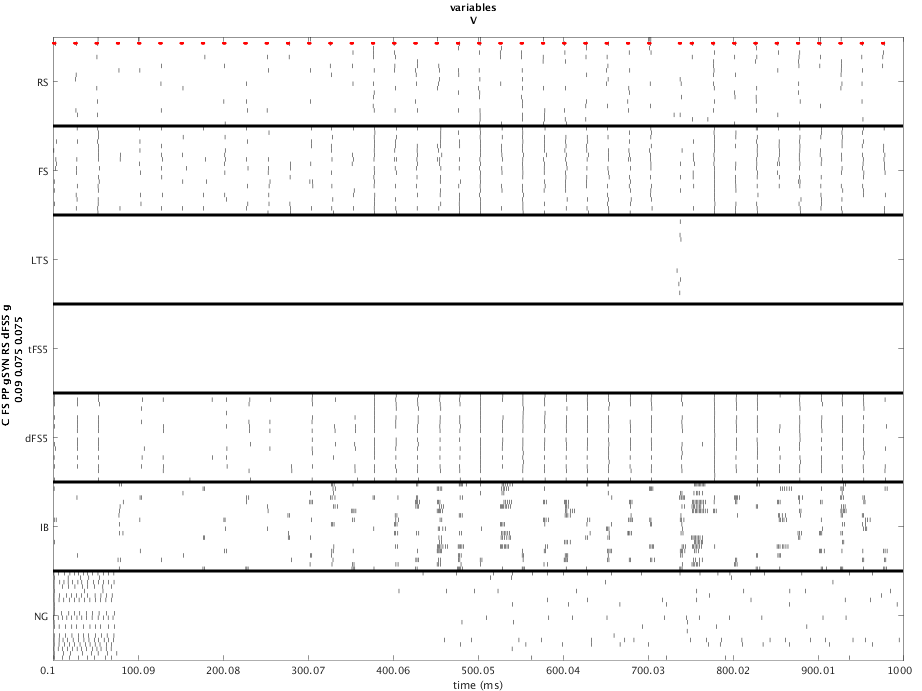 variables
V
RS
FS
LTS
tFS5
dFS5
IB
NG
C FS PP gSYN RS dFS5 g
0.09 0.075 0.075
0.1 100.09 200.08 300.07 400.06 500.05 600.04 700.03 800.02 900.01 1000
time (ms)